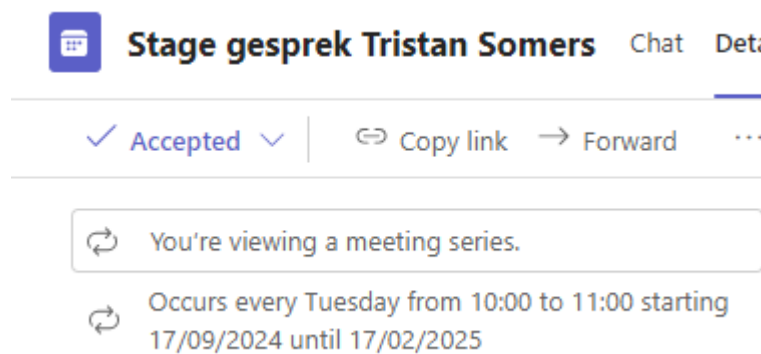 Stage gesprek Tristan Somers Chat
Accepted Copy link Forward ...
You're viewing a meeting series.
Occurs every Tuesday from 10:00 to 11:00 starting
17/09/2024 until 17/02/2025